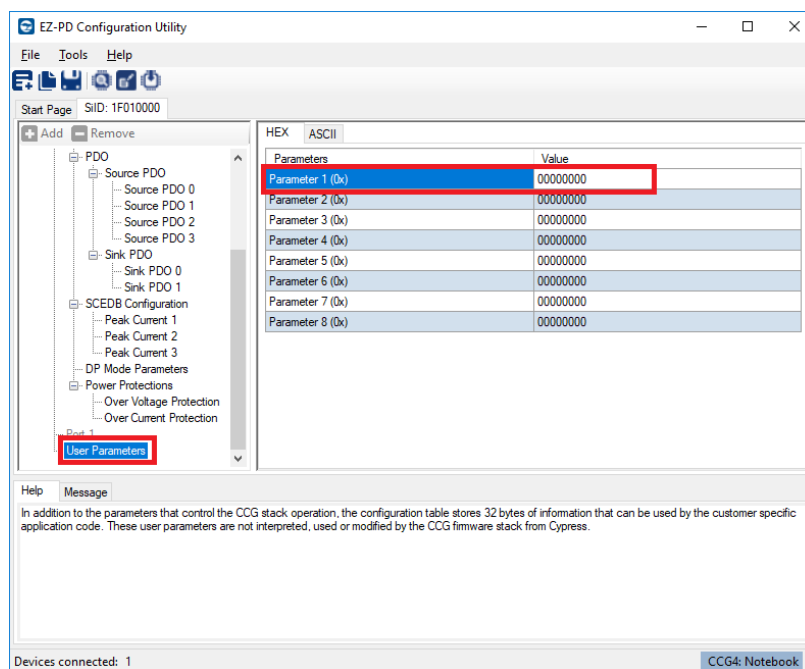 EZ-PD Configuration Utility
File Tools Help
Start Page SilD: 1F010000
Add Remove
PDO
Source PDO
Source PDO 0
Source PDO 1
Source PDO 2
Source PDO 3
Sink PDO
Sink PDO 0
Sink PDO 1
SCEDB Configuration
Peak Current 1
Peak Current 2
Peak Current 3
DP Mode Parameters
Power Protections
Over Voltage Protection
Over Current Protection
Port 1
User Parameters
HEX ASCII
Parameters Value
Parameter 1 (0x) 00000000
Parameter 2 (0x) 00000000
Parameter 3 (0x) 00000000
Parameter 4 (0x) 00000000
Parameter 5 (0x) 00000000
Parameter 6 (0x) 00000000
Parameter 7 (0x) 00000000
Parameter 8 (0x) 00000000
Help Message
In addition to the parameters that control the CCG stack operation, the configuration table stores 32 bytes of information that can be used by the customer specific
application code. These user parameters are not interpreted, used or modified by the CCG firmware stack from Cypress.
Devices connected: 1 CCG4: Notebook